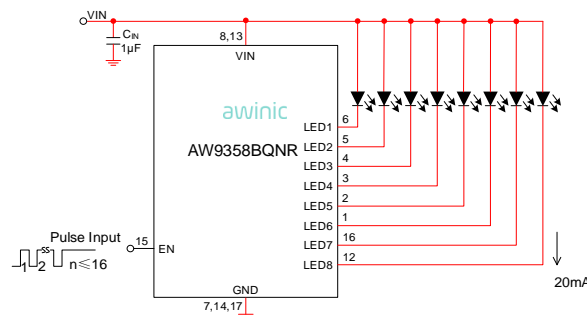 VIN
CIN
1μF
8,13
VIN
awinic
AW9358BQNR
LED1
6
LED2
5
LED3
4
LED4
3
LED5
2
LED6
1
LED7
16
LED8
12
Pulse Input
15
EN
1 2 n≤16
GND
7,14,17
20mA